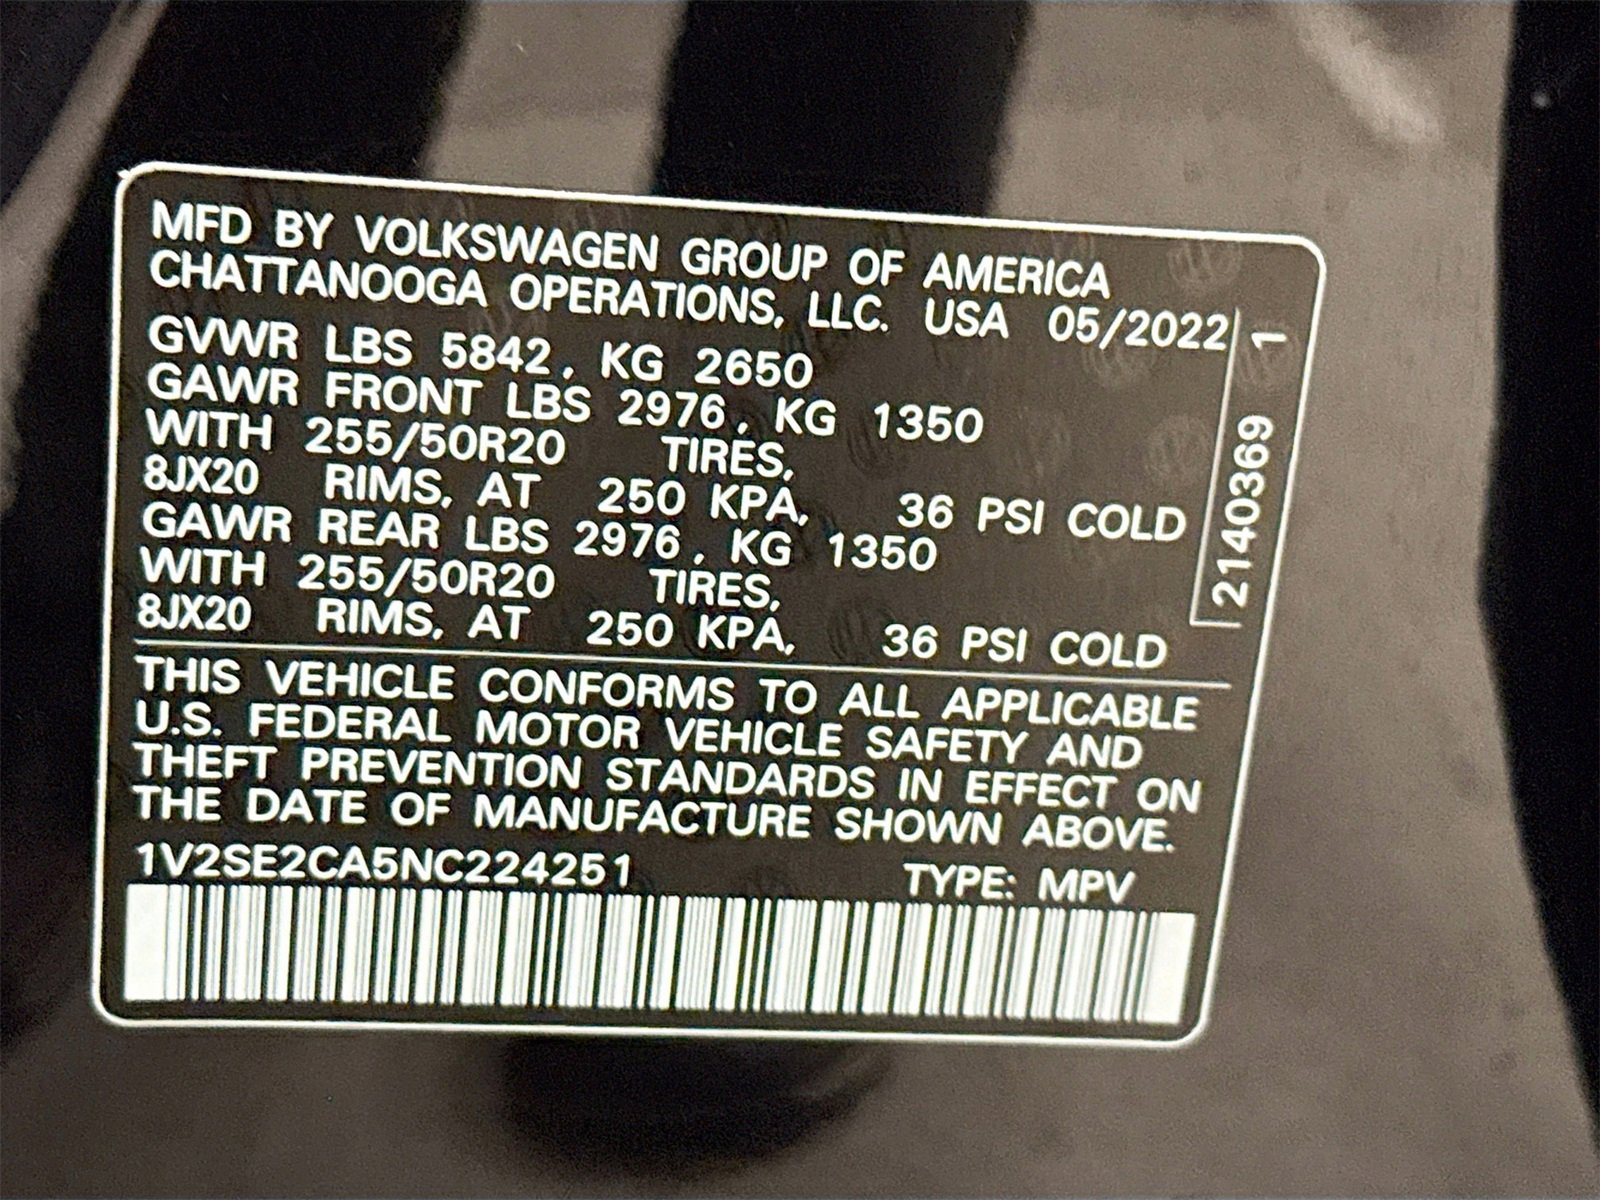 MFD BY VOLKSWAGEN GROUP OF AMERICA
CHATTANOOGA OPERATIONS, LLC. USA 05/2022
GVWR LBS 5842, KG 2650
GAWR FRONT LBS 2976, KG 1350
WITH 255/50R20 TIRES,
8JX20 RIMS, AT 250 KPA, 36 PSI COLD
GAWR REAR LBS 2976, KG 1350
WITH 255/50R20 TIRES,
8JX20 RIMS, AT 250 KPA, 36 PSI COLD
THIS VEHICLE CONFORMS TO ALL APPLICABLE
U.S. FEDERAL MOTOR VEHICLE SAFETY AND
THEFT PREVENTION STANDARDS IN EFFECT ON
THE DATE OF MANUFACTURE SHOWN ABOVE.
1V2SE2CA5NC224251 TYPE: MPV
2140369 1